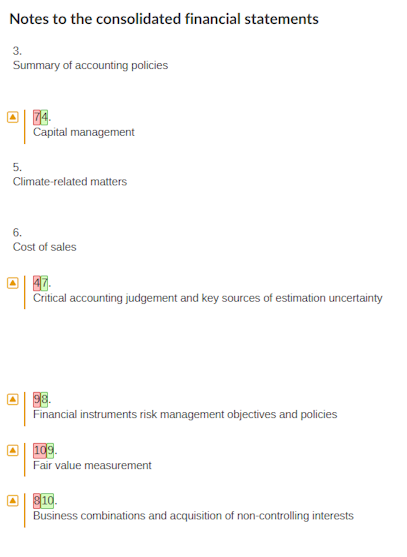 Notes to the consolidated financial statements
3.
Summary of accounting policies
74.
Capital management
5.
Climate-related matters
6.
Cost of sales
47.
Critical accounting judgement and key sources of estimation uncertainty
98.
Financial instruments risk management objectives and policies
109.
Fair value measurement
810.
Business combinations and acquisition of non-controlling interests